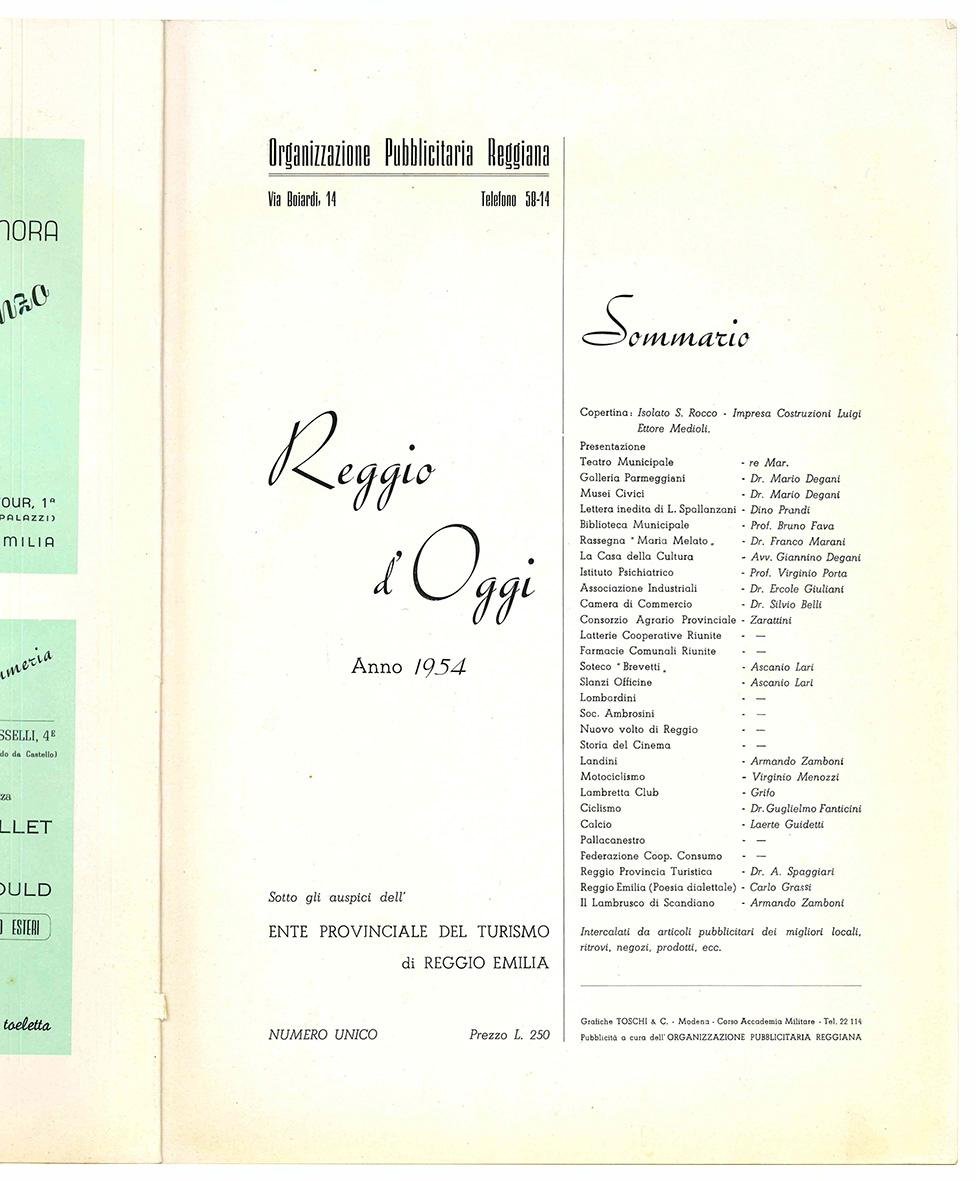 NORA
nzo
OUR, 1ª
PALAZZI)
MILIA
meria
SSELLI, 4E
do da Castello)
za
LLET
OULD
ESTERI
toeletta
Organizzazione Pubblicitaria Reggiana
Via Boiardi, 14 Telefono 58-14
Reggio
d'Oggi
Anno 1954
Sotto gli auspici dell'
ENTE PROVINCIALE DEL TURISMO
di REGGIO EMILIA
NUMERO UNICO Prezzo L. 250
Sommario
Copertina: Isolato S. Rocco - Impresa Costruzioni Luigi
Ettore Medioli.
Presentazione
Teatro Municipale - re Mar.
Galleria Parmeggiani - Dr. Mario Degani
Musei Civici - Dr. Mario Degani
Lettera inedita di L. Spallanzani - Dino Prandi
Biblioteca Municipale - Prof. Bruno Fava
Rassegna "Maria Melato„ - Dr. Franco Marani
La Casa della Cultura - Avv. Giannino Degani
Istituto Psichiatrico - Prof. Virginio Porta
Associazione Industriali - Dr. Ercole Giuliani
Camera di Commercio - Dr. Silvio Belli
Consorzio Agrario Provinciale - Zarattini
Latterie Cooperative Riunite - —
Farmacie Comunali Riunite - —
Soteco "Brevetti„ - Ascanio Lari
Slanzi Officine - Ascanio Lari
Lombardini - —
Soc. Ambrosini - —
Nuovo volto di Reggio - —
Storia del Cinema - —
Landini - Armando Zamboni
Motociclismo - Virginio Menozzi
Lambretta Club - Grifo
Ciclismo - Dr. Guglielmo Fanticini
Calcio - Laerte Guidetti
Pallacanestro - —
Federazione Coop. Consumo - —
Reggio Provincia Turistica - Dr. A. Spaggiari
Reggio Emilia (Poesia dialettale) - Carlo Grassi
Il Lambrusco di Scandiano - Armando Zamboni
Intercalati da articoli pubblicitari dei migliori locali,
ritrovi, negozi, prodotti, ecc.
Grafiche TOSCHI & C. - Modena - Corso Accademia Militare - Tel. 22 114
Pubblicità a cura dell'ORGANIZZAZIONE PUBBLICITARIA REGGIANA